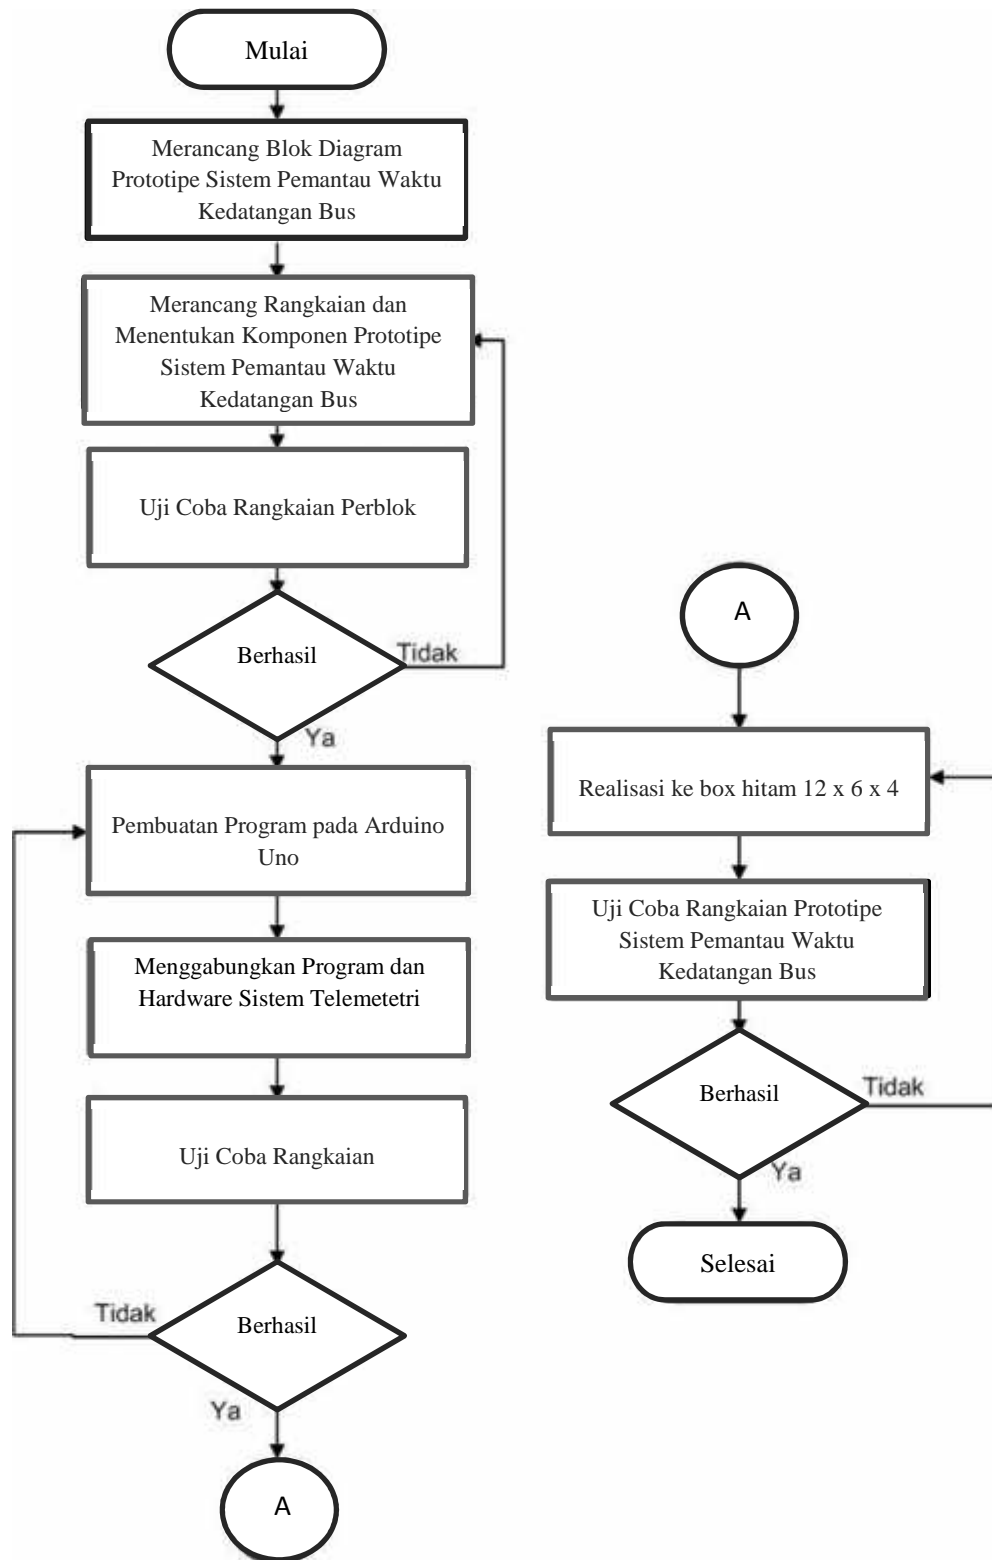 Mulai
Merancang Blok Diagram
Prototipe Sistem Pemantau Waktu
Kedatangan Bus
Merancang Rangkaian dan
Menentukan Komponen Prototipe
Sistem Pemantau Waktu
Kedatangan Bus
Uji Coba Rangkaian Perblok
Berhasil
Tidak
Ya
Pembuatan Program pada Arduino
Uno
Menggabungkan Program dan
Hardware Sistem Telemetetri
Uji Coba Rangkaian
Tidak
Berhasil
Ya
A
A
Realisasi ke box hitam 12 x 6 x 4
Uji Coba Rangkaian Prototipe
Sistem Pemantau Waktu
Kedatangan Bus
Berhasil
Tidak
Ya
Selesai